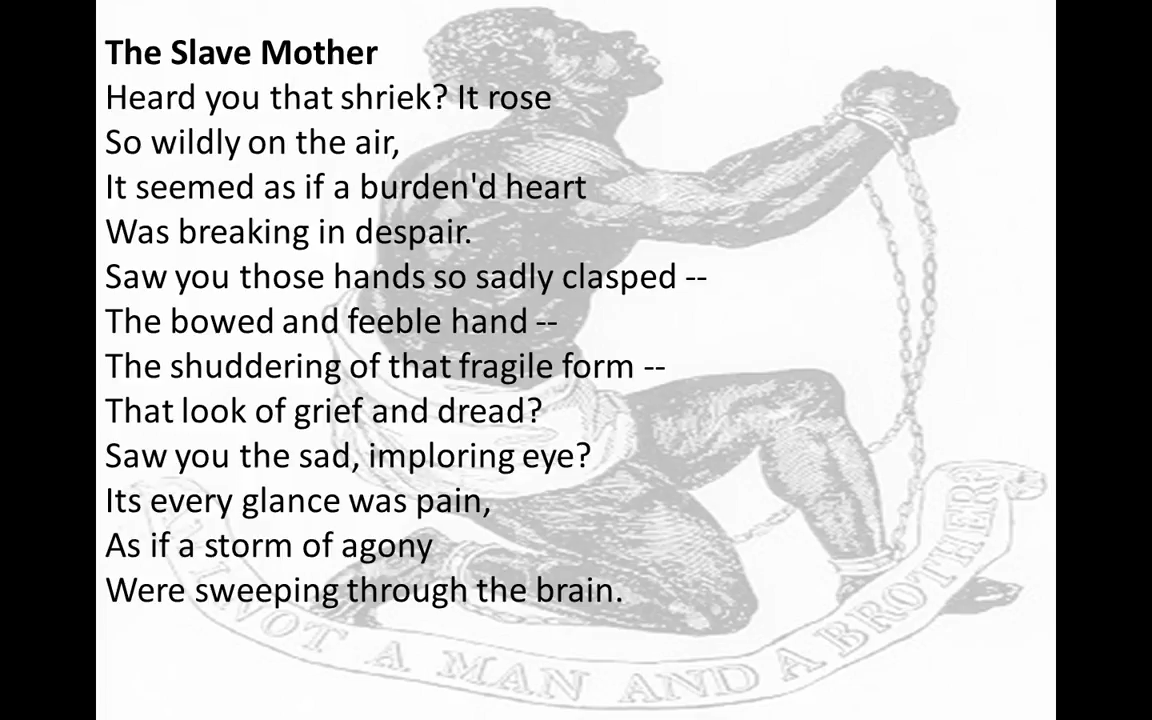 The Slave Mother
Heard you that shriek? It rose
So wildly on the air,
It seemed as if a burden'd heart
Was breaking in despair.
Saw you those hands so sadly clasped --
The bowed and feeble hand --
The shuddering of that fragile form --
That look of grief and dread?
Saw you the sad, imploring eye?
Its every glance was pain,
As if a storm of agony
Were sweeping through the brain.
NOT A MAN AND A BROTHER